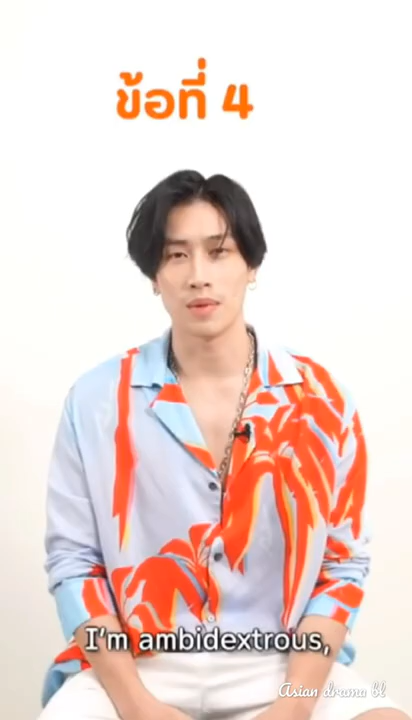 ข้อที่ 4
I'm ambidextrous,
Asian drama bl